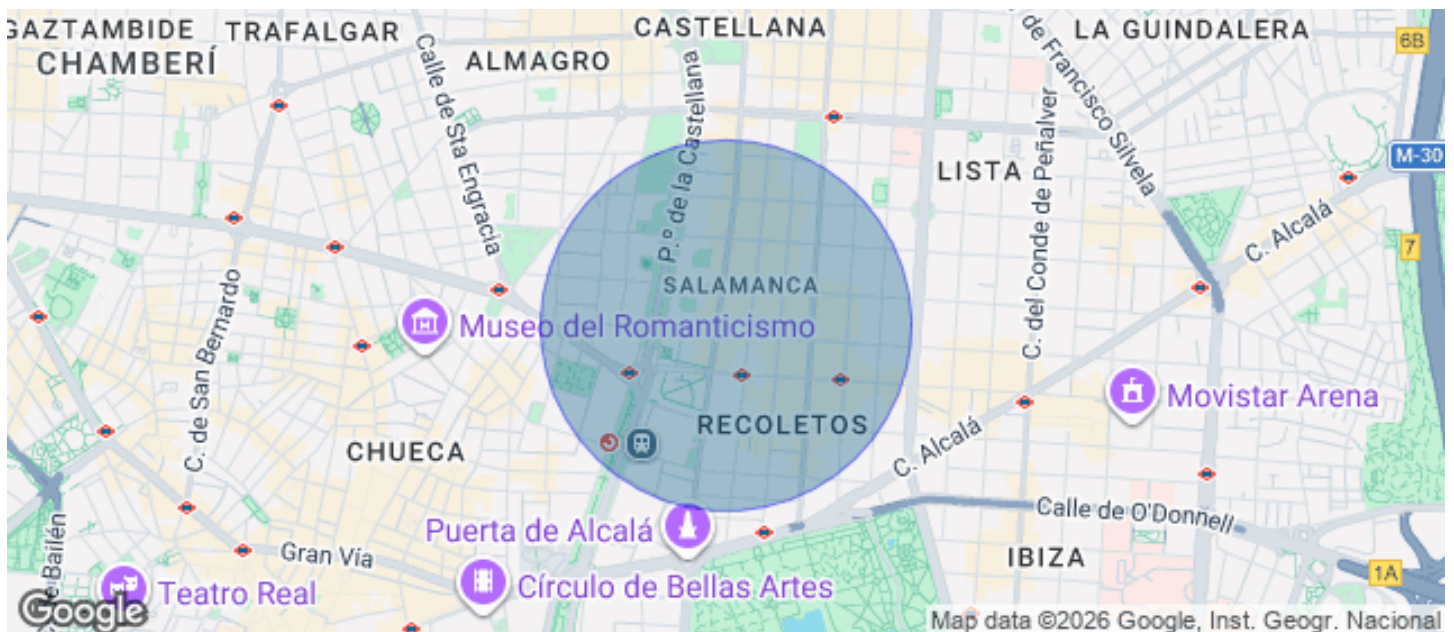 GAZTAMBIDE
TRAFALGAR
CASTELLANA
LA GUINDALERA
6B
CHAMBERÍ
ALMAGRO
Calle de Sta Engracia
P.º de la Castellana
de Francisco Silvela
C. del Conde de Peñalver
LISTA
M-30
C. Alcalá
7
SALAMANCA
C. de San Bernardo
Museo del Romanticismo
Movistar Arena
RECOLETOS
CHUECA
C. Alcalá
Calle de O'Donnell
Puerta de Alcalá
IBIZA
Gran Vía
e Bailén
1A
Teatro Real
Círculo de Bellas Artes
Google
Map data ©2026 Google, Inst. Geogr. Nacional